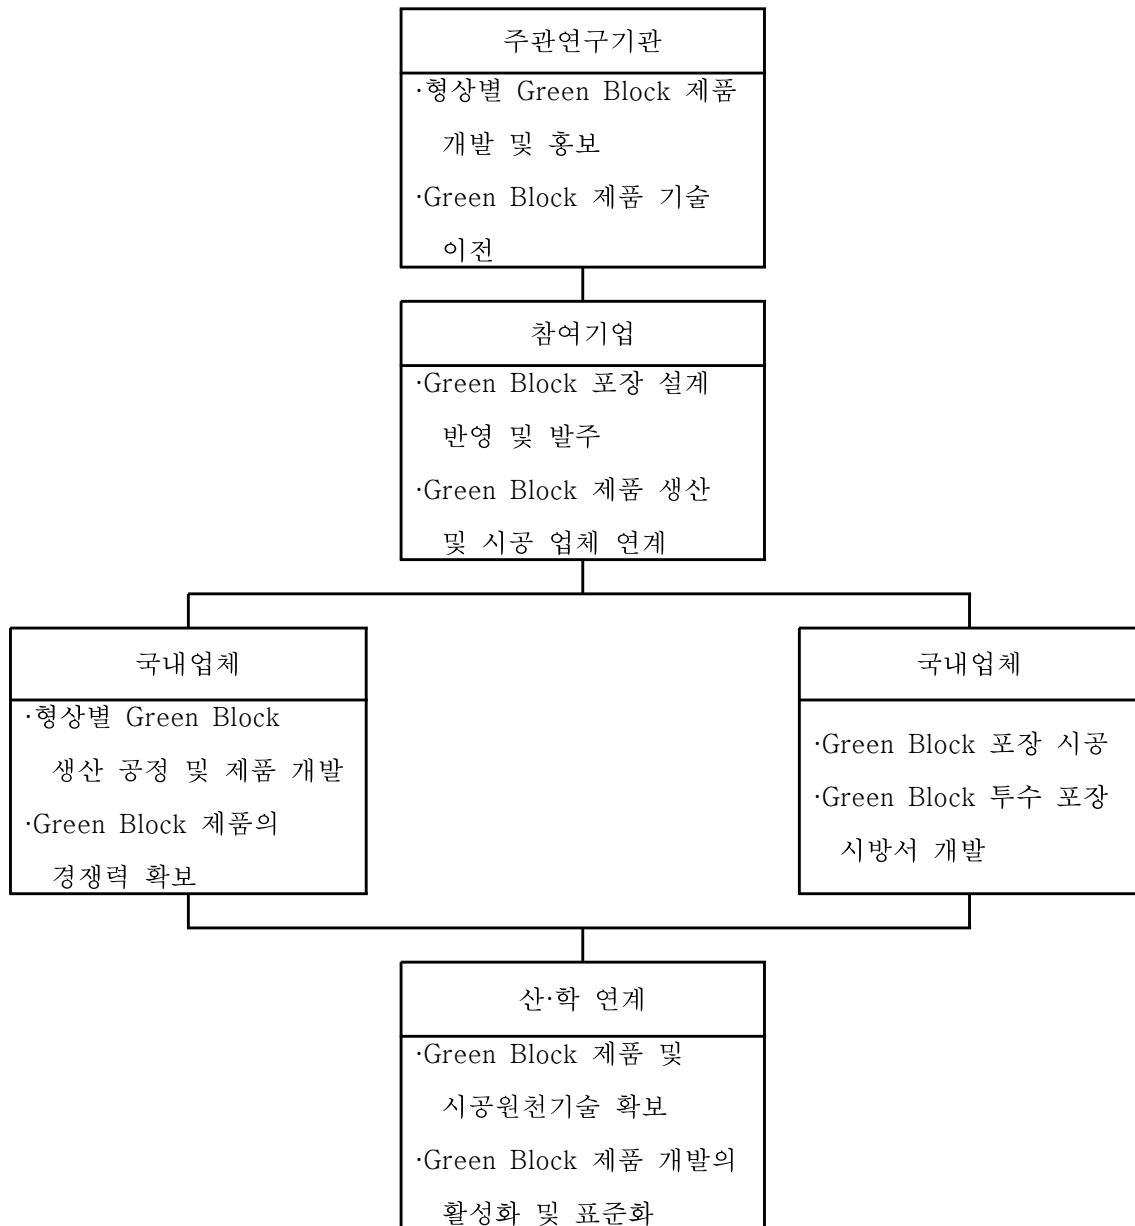 주관연구기관
·형상별 Green Block 제품
개발 및 홍보
·Green Block 제품 기술
이전
참여기업
·Green Block 포장 설계
반영 및 발주
·Green Block 제품 생산
및 시공 업체 연계
국내업체
·형상별 Green Block
생산 공정 및 제품 개발
·Green Block 제품의
경쟁력 확보
국내업체
·Green Block 포장 시공
·Green Block 투수 포장
시방서 개발
산·학 연계
·Green Block 제품 및
시공원천기술 확보
·Green Block 제품 개발의
활성화 및 표준화